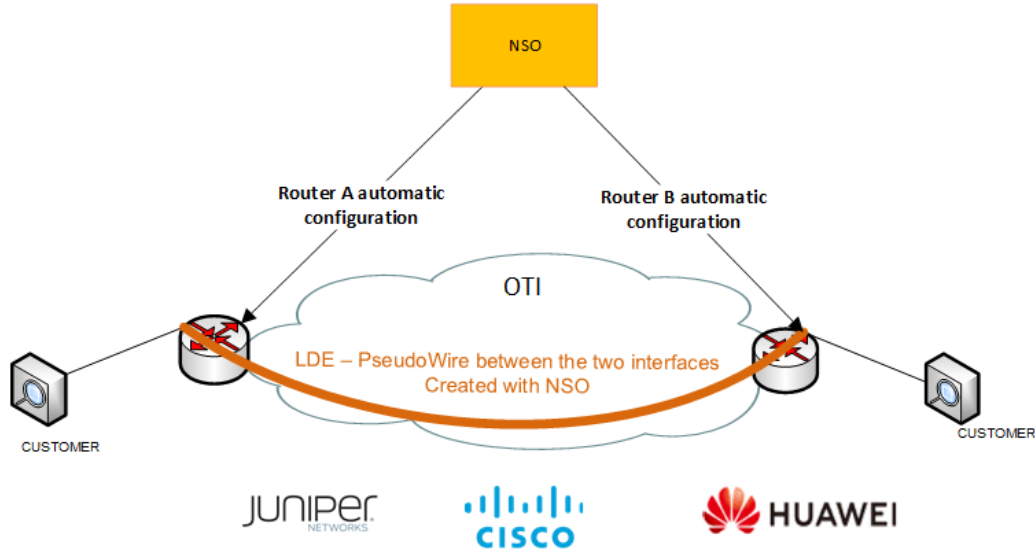 NSO
Router A automatic
configuration
Router B automatic
configuration
OTI
LDE – PseudoWire between the two interfaces
Created with NSO
CUSTOMER
CUSTOMER
JUNIPER
NETWORKS
CISCO
HUAWEI